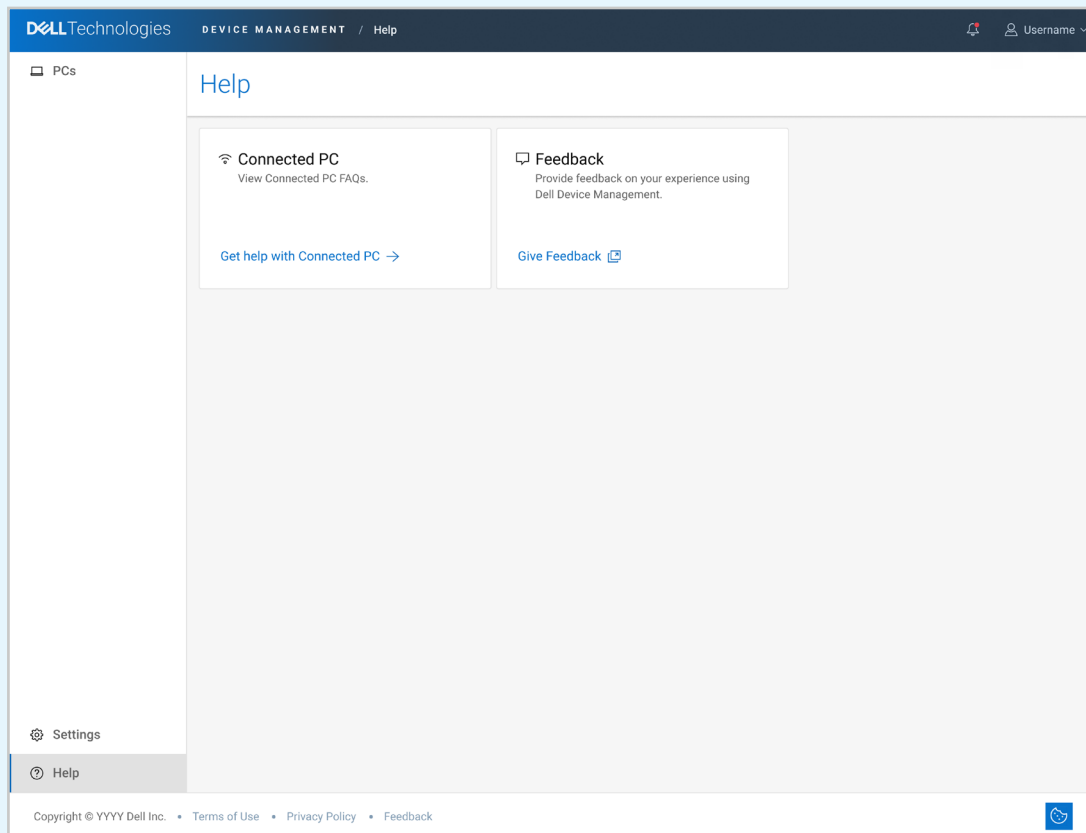 DELLTechnologies DEVICE MANAGEMENT / Help Username
PCs
Help
Connected PC
View Connected PC FAQs.
Get help with Connected PC
Feedback
Provide feedback on your experience using
Dell Device Management.
Give Feedback
Settings
Help
Copyright © YYYY Dell Inc. • Terms of Use • Privacy Policy • Feedback